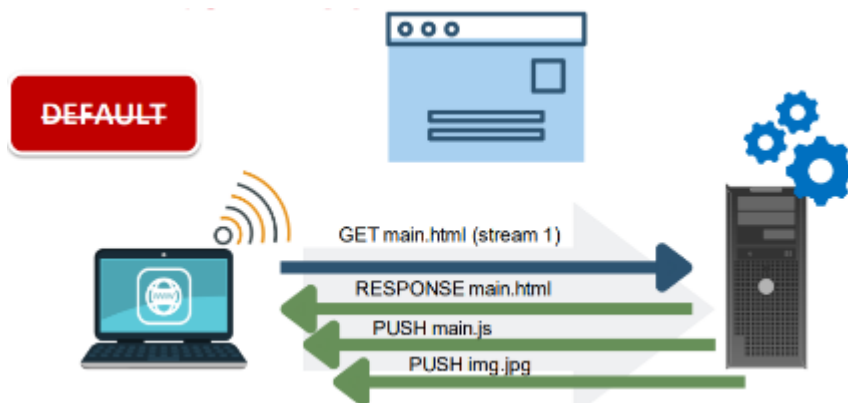 DEFAULT
GET main.html (stream 1)
RESPONSE main.html
PUSH main.js
PUSH img.jpg